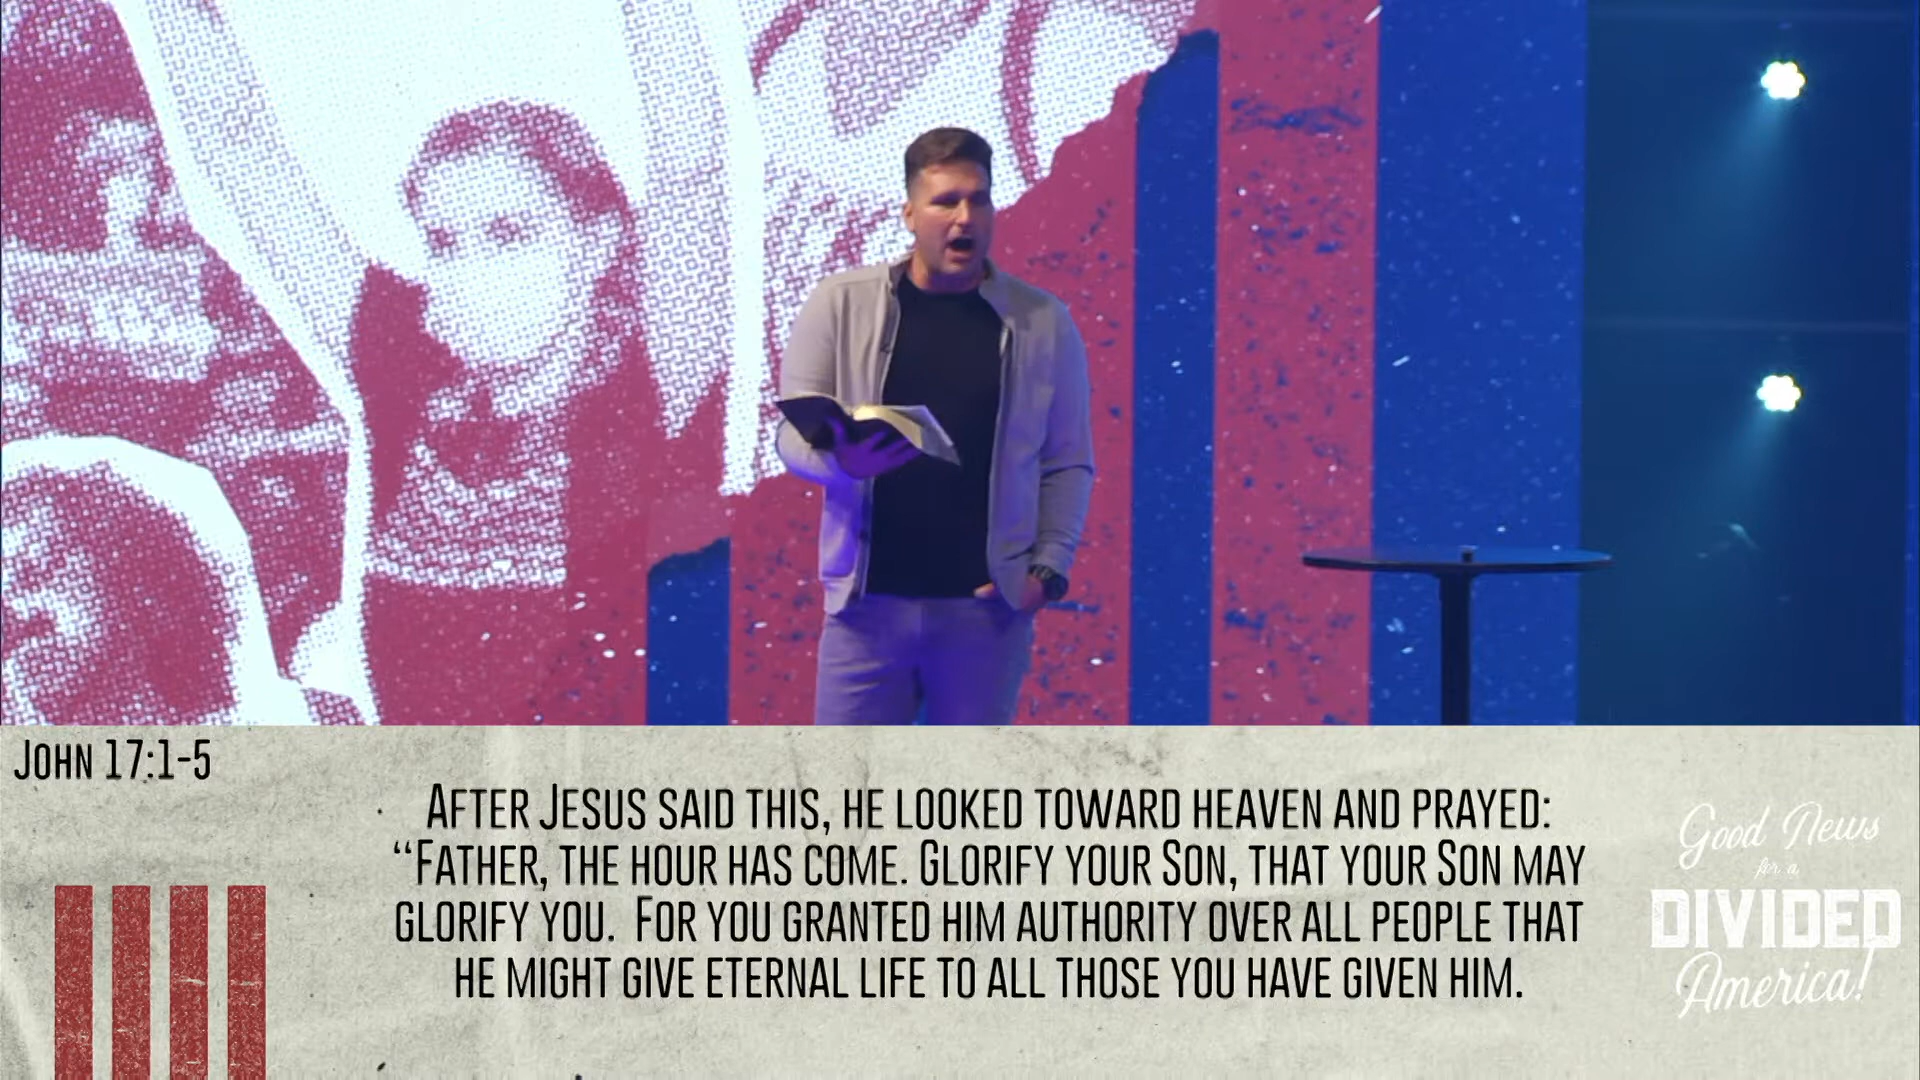 John 17:1-5
After Jesus said this, he looked toward heaven and prayed:
“Father, the hour has come. Glorify your Son, that your Son may
glorify you.  For you granted him authority over all people that
he might give eternal life to all those you have given him.
Good News
for a
DIVIDED
America!